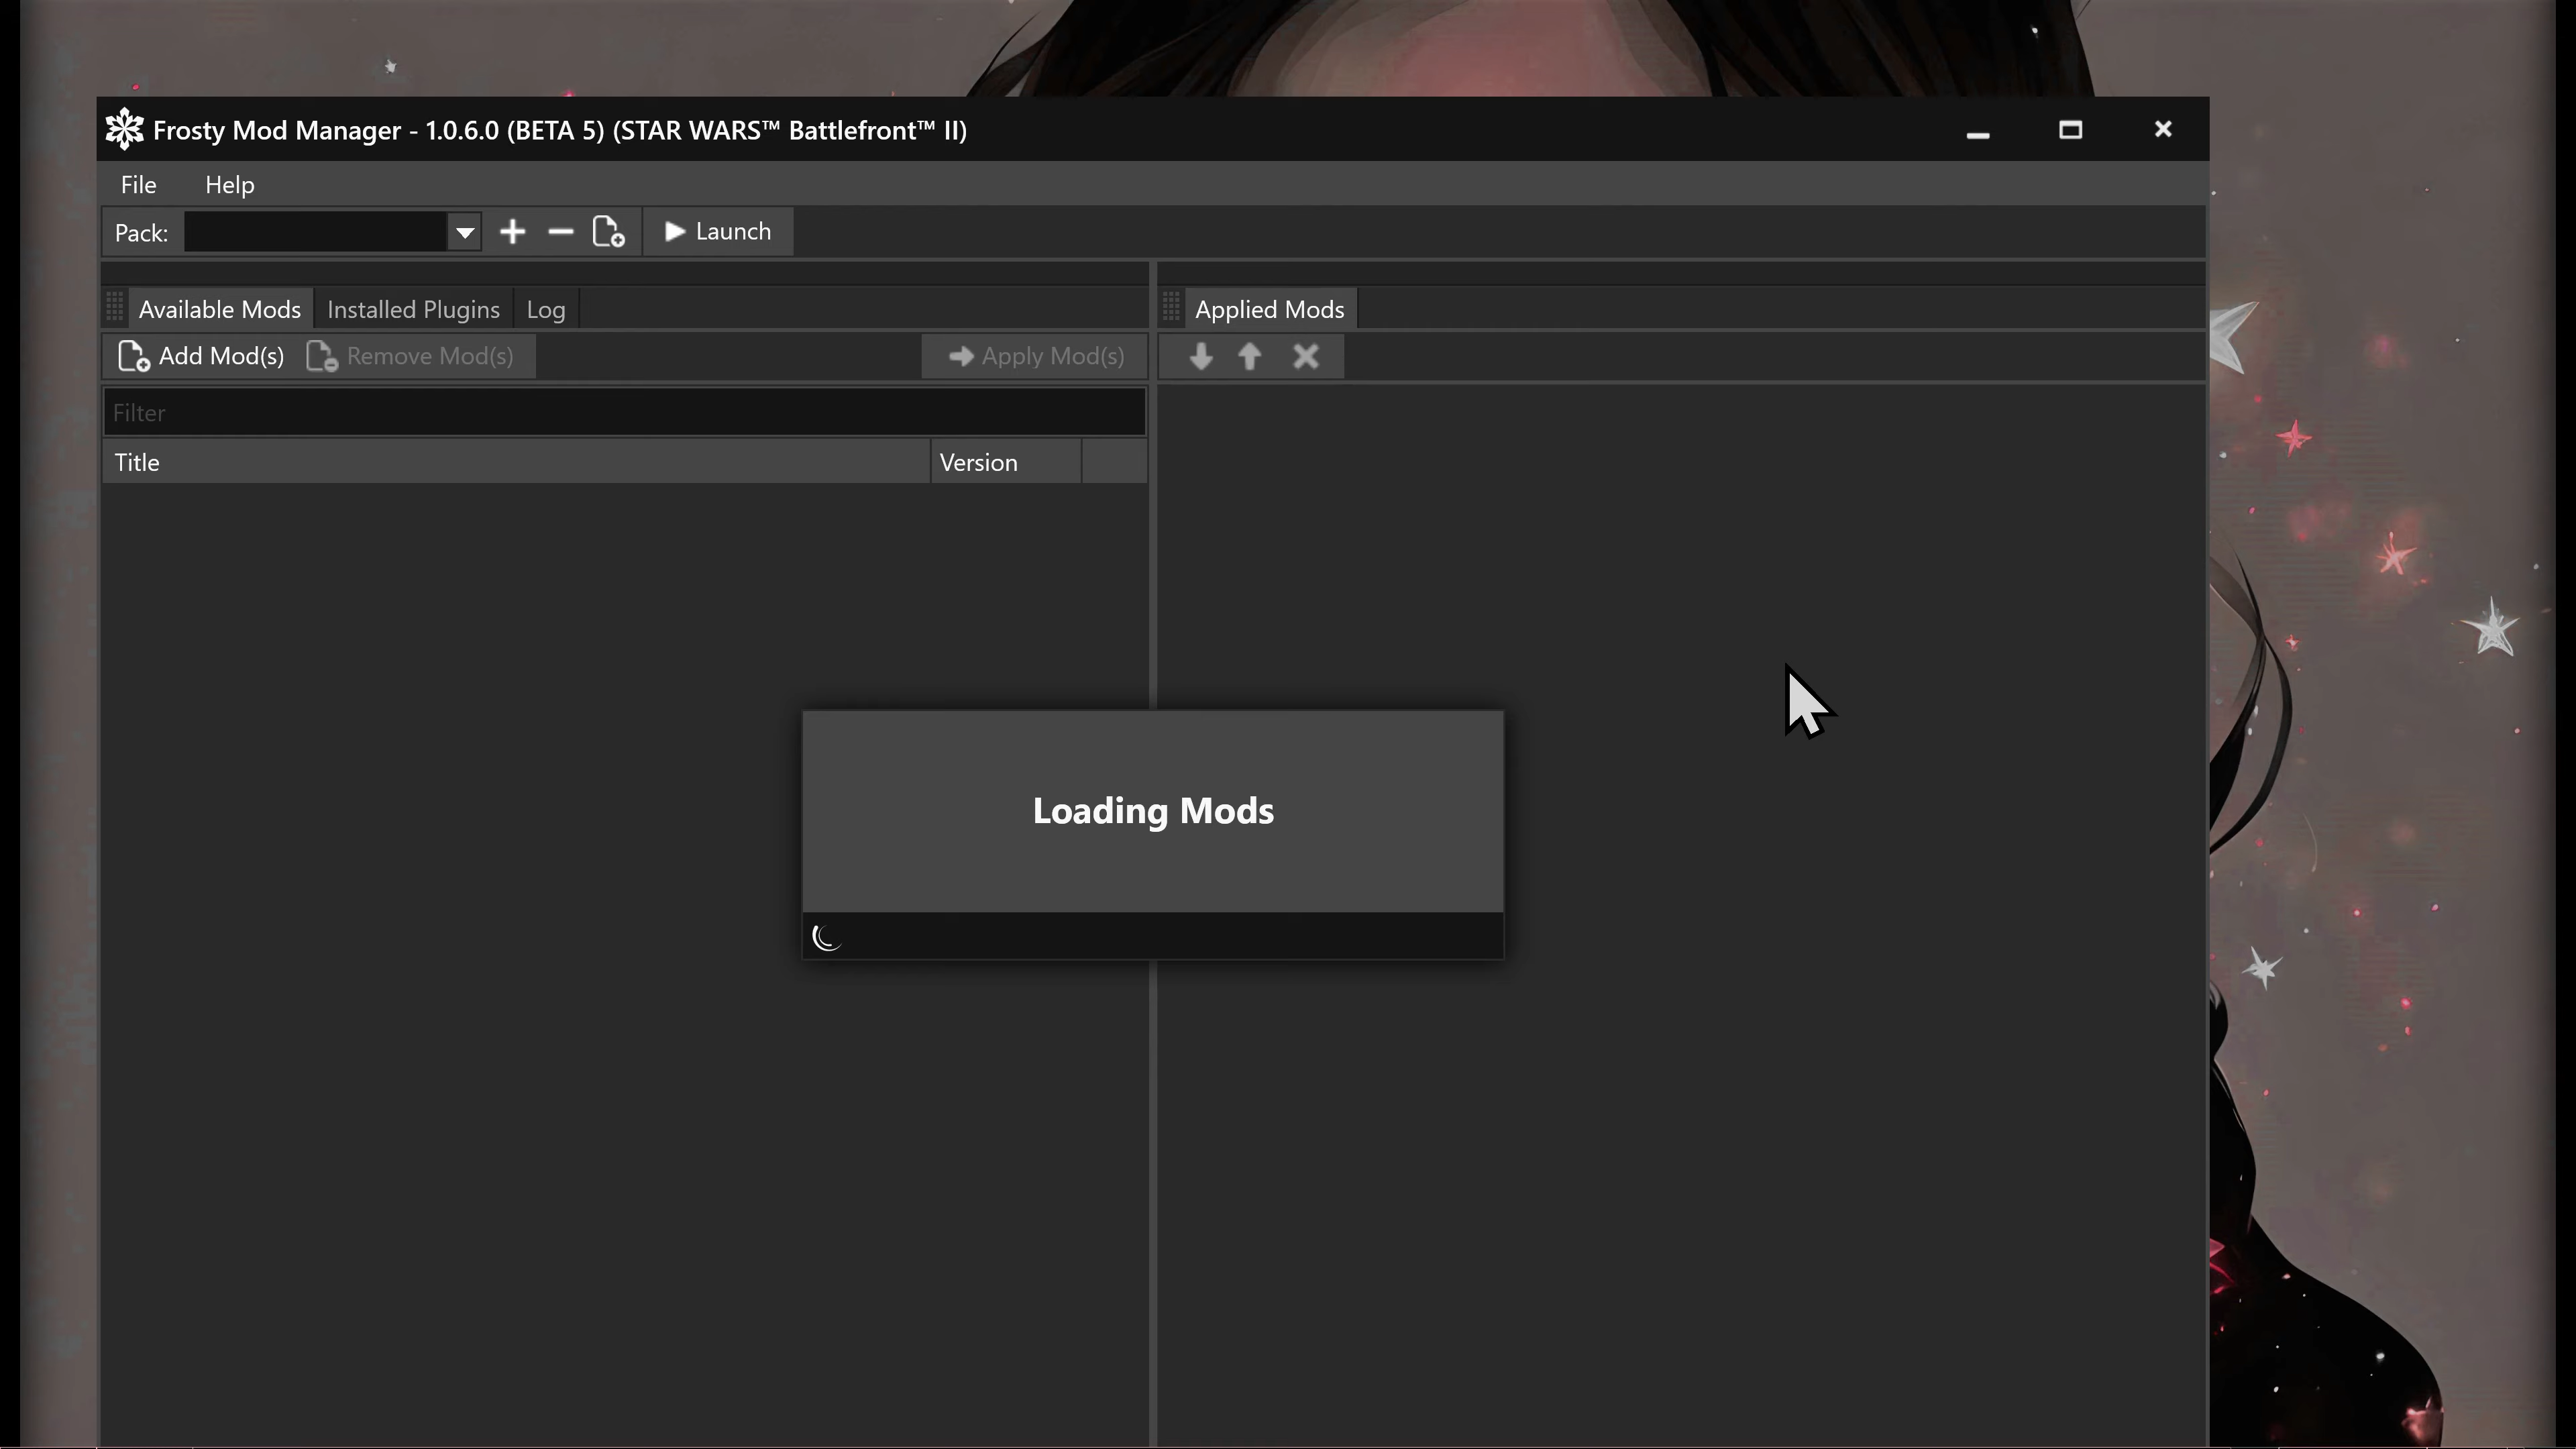 Frosty Mod Manager - 1.0.6.0 (BETA 5) (STAR WARS™ Battlefront™ II)
File Help
Pack: Launch
Available Mods Installed Plugins Log Applied Mods
Add Mod(s) Remove Mod(s) Apply Mod(s)
Filter
Title Version
Loading Mods